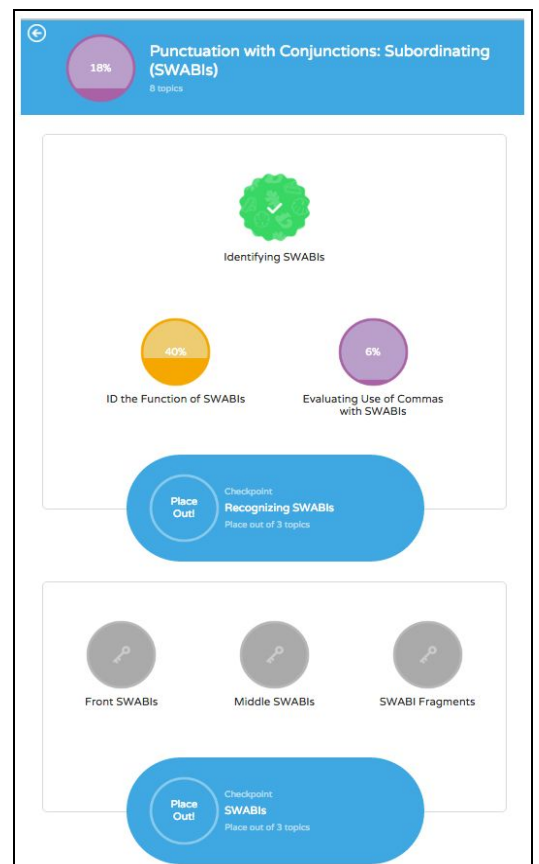 18%
Punctuation with Conjunctions: Subordinating
(SWABIs)
8 topics
Identifying SWABIs
40%
6%
ID the Function of SWABIs
Evaluating Use of Commas
with SWABIs
Place
Out!
Checkpoint
Recognizing SWABIs
Place out of 3 topics
Front SWABIs
Middle SWABIs
SWABI Fragments
Place
Out!
Checkpoint
SWABIs
Place out of 3 topics